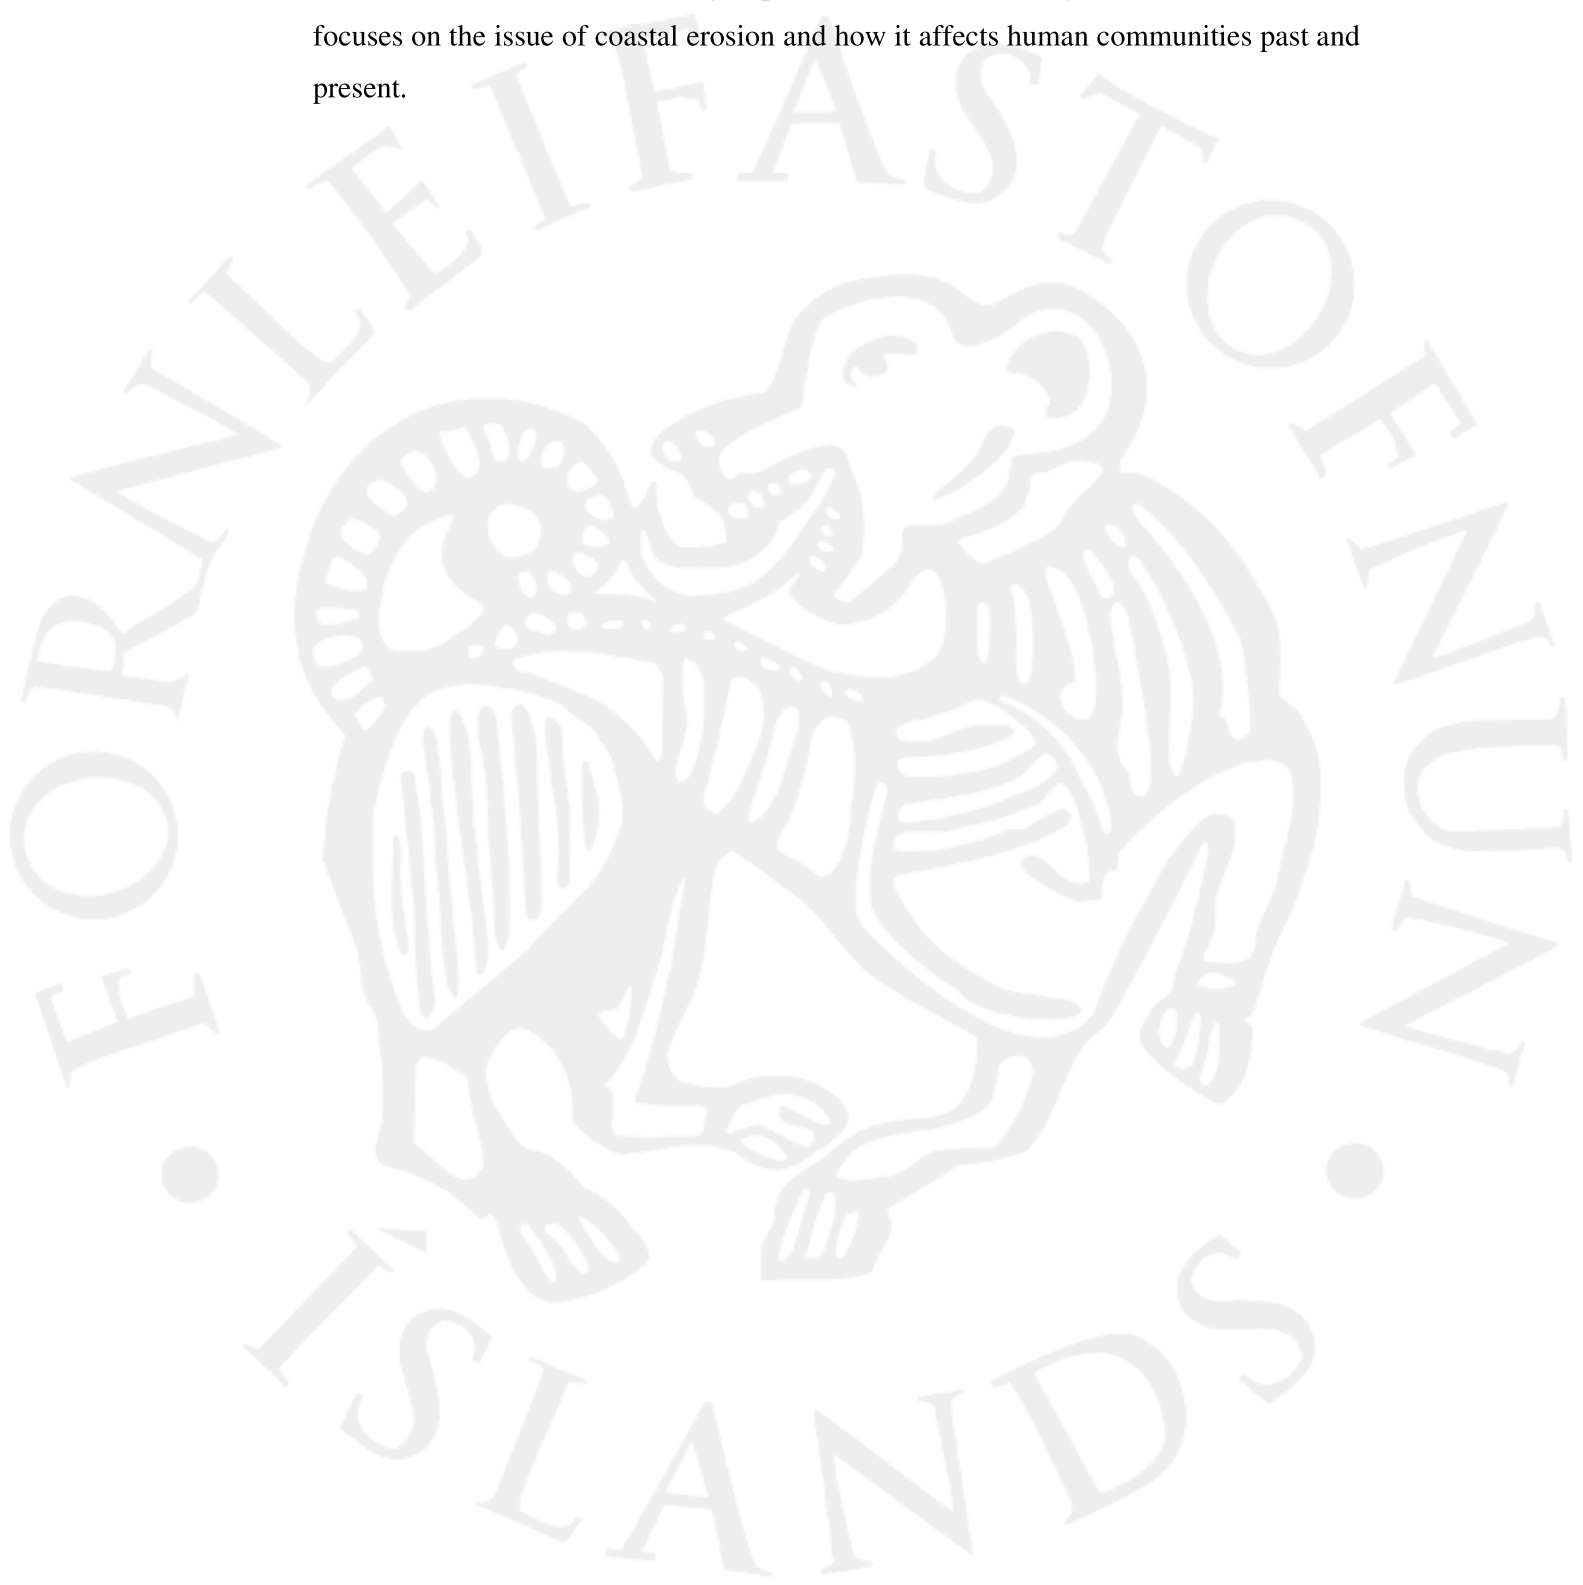 focuses on the issue of coastal erosion and how it affects human communities past and
present.
FORNLEIFASTOFNUN
• ÍSLANDS •